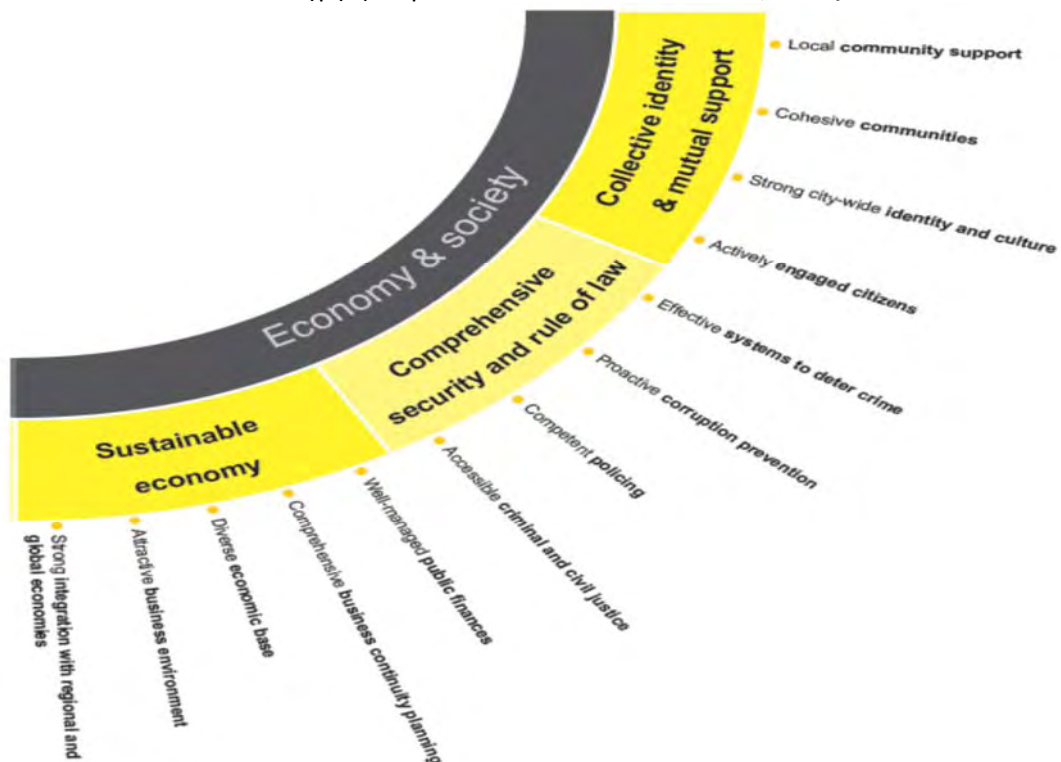 Economy & society
Collective identity
& mutual support
Local community support
Cohesive communities
Strong city-wide identity and culture
Actively engaged citizens
Comprehensive
security and rule of law
Effective systems to deter crime
Proactive corruption prevention
Competent policing
Accessible criminal and civil justice
Sustainable
economy
Well-managed public finances
Comprehensive business continuity planning
Diverse economic base
Attractive business environment
Strong integration with regional and
global economies